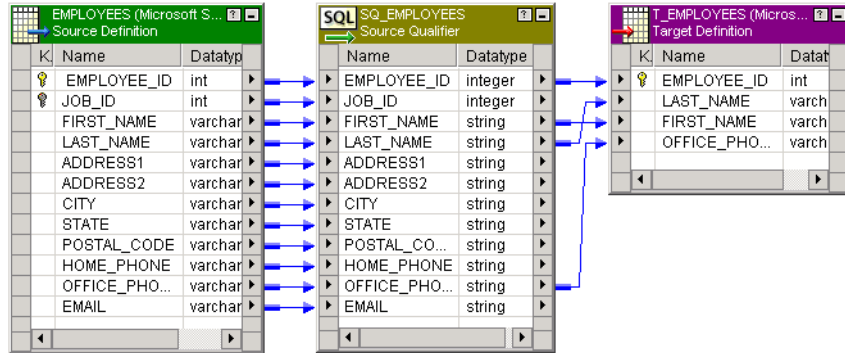 EMPLOYEES (Microsoft S...
Source Definition
K. Name Datatyp
EMPLOYEE_ID int
JOB_ID int
FIRST_NAME varchar
LAST_NAME varchar
ADDRESS1 varchar
ADDRESS2 varchar
CITY varchar
STATE varchar
POSTAL_CODE varchar
HOME_PHONE varchar
OFFICE_PHO... varchar
EMAIL varchar
SQL SQ_EMPLOYEES
Source Qualifier
Name Datatype
EMPLOYEE_ID integer
JOB_ID integer
FIRST_NAME string
LAST_NAME string
ADDRESS1 string
ADDRESS2 string
CITY string
STATE string
POSTAL_CO... string
HOME_PHONE string
OFFICE_PHO... string
EMAIL string
T_EMPLOYEES (Micros...
Target Definition
K. Name Datat
EMPLOYEE_ID int
LAST_NAME varch
FIRST_NAME varch
OFFICE_PHO... varch